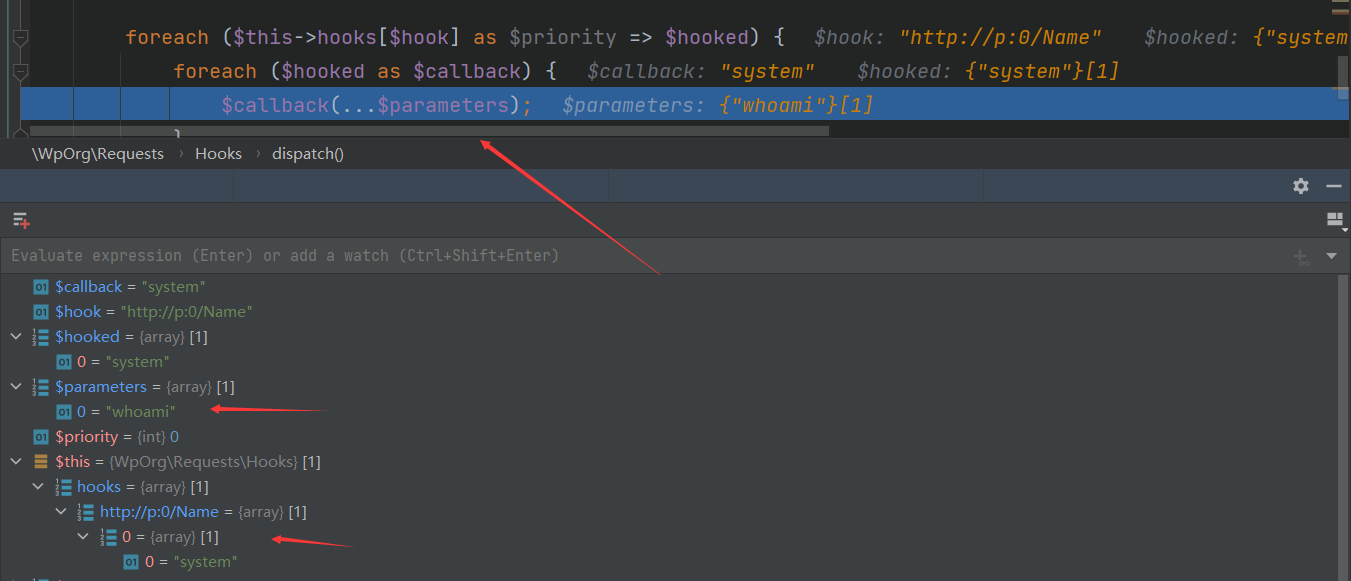 foreach ($this->hooks[$hook] as $priority => $hooked) { $hook: "http://p:0/Name" $hooked: {"system
foreach ($hooked as $callback) { $callback: "system" $hooked: {"system"}[1]
$callback(...$parameters); $parameters: {"whoami"}[1]
}
\WpOrg\Requests › Hooks › dispatch()
Evaluate expression (Enter) or add a watch (Ctrl+Shift+Enter)
$callback = "system"
$hook = "http://p:0/Name"
$hooked = {array} [1]
0 = "system"
$parameters = {array} [1]
0 = "whoami"
$priority = {int} 0
$this = {WpOrg\Requests\Hooks} [1]
hooks = {array} [1]
http://p:0/Name = {array} [1]
0 = {array} [1]
0 = "system"